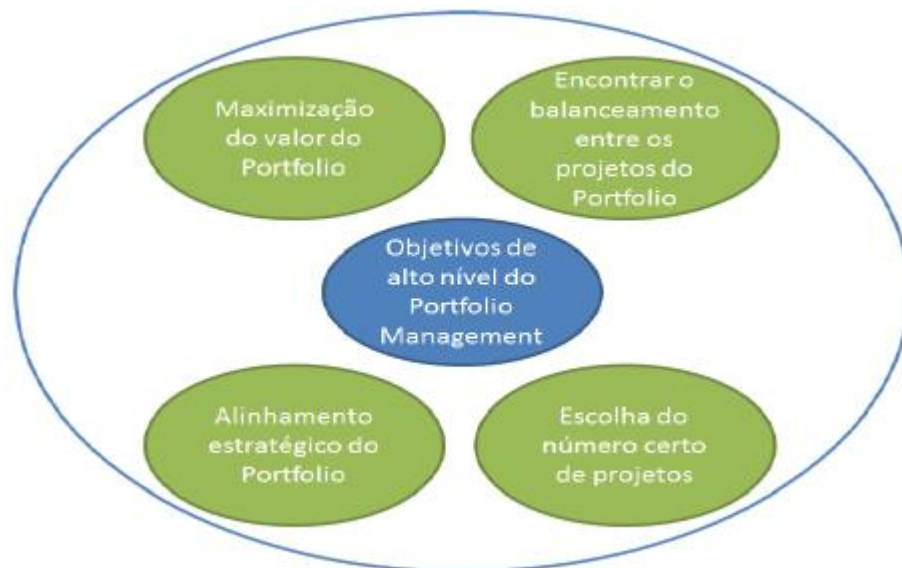 Maximização
do valor do
Portfolio
Encontrar o
balanceamento
entre os
projetos do
Portfolio
Objetivos de
alto nível do
Portfolio
Management
Alinhamento
estratégico do
Portfolio
Escolha do
número certo
de projetos